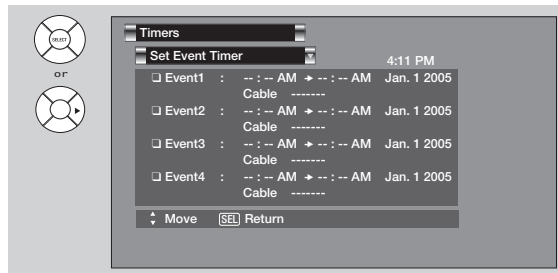 SELECT
or
Timers
Set Event Timer
4:11 PM
❏ Event1 : -- : -- AM ➔ -- : -- AM Jan. 1 2005
Cable -------
❏ Event2 : -- : -- AM ➔ -- : -- AM Jan. 1 2005
Cable -------
❏ Event3 : -- : -- AM ➔ -- : -- AM Jan. 1 2005
Cable -------
❏ Event4 : -- : -- AM ➔ -- : -- AM Jan. 1 2005
Cable -------
Move SEL Return